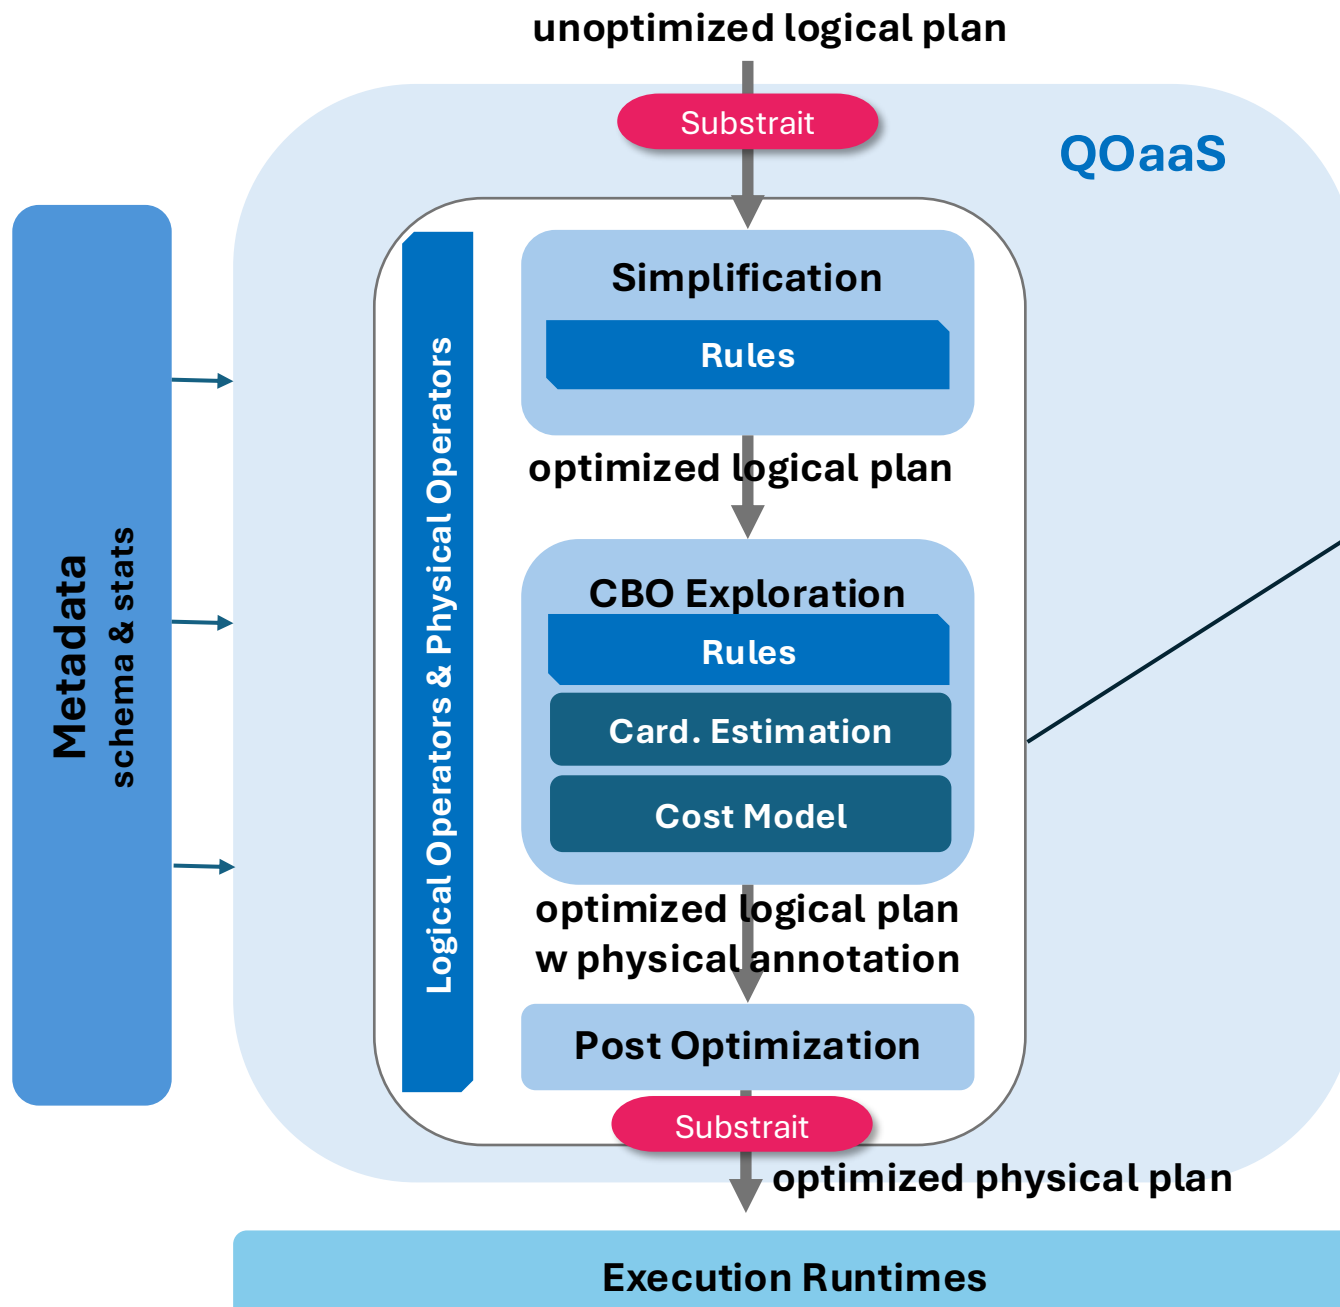 unoptimized logical plan
Substrait
QOaaS
Metadata
schema & stats
Logical Operators & Physical Operators
Simplification
Rules
optimized logical plan
CBO Exploration
Rules
Card. Estimation
Cost Model
optimized logical plan
w physical annotation
Post Optimization
Substrait
optimized physical plan
Execution Runtimes